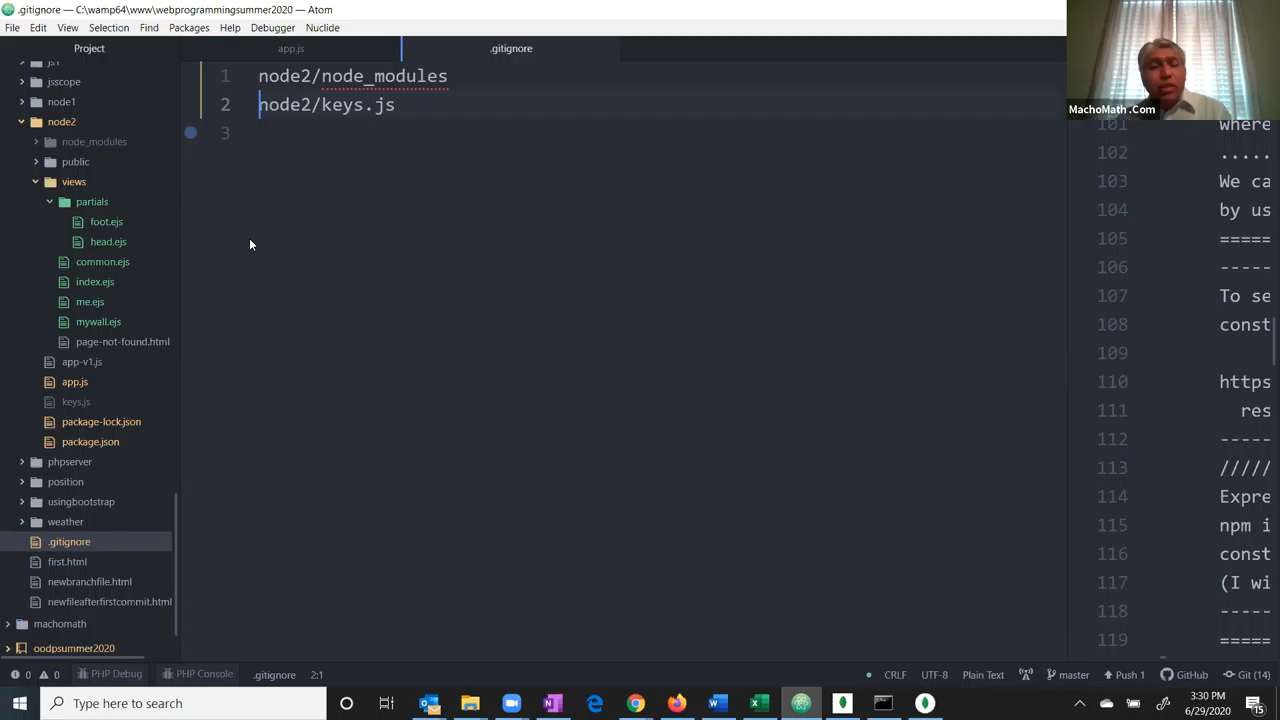 .gitignore — C:\wamp64\www\webprogrammingsummer2020 — Atom
File Edit View Selection Find Packages Help Debugger Nuclide
Project
app.js
.gitignore
jsscope
node1
node2
node_modules
public
views
partials
foot.ejs
head.ejs
common.ejs
index.ejs
me.ejs
mywall.ejs
page-not-found.html
app-v1.js
app.js
keys.js
package-lock.json
package.json
phpserver
position
usingbootstrap
weather
.gitignore
first.html
newbranchfile.html
newfileafterfirstcommit.html
machomath
oodpsummer2020
1 node2/node_modules
2 node2/keys.js
3
MachoMath .Com
101 where
102 .....
103 We ca
104 by us
105 =====
106 -----
107 To se
108 const
109
110 https
111 res
112 -----
113 /////
114 Expre
115 npm i
116 const
117 (I wi
118 -----
119 =====
0 0 PHP Debug PHP Console .gitignore 2:1 CRLF UTF-8 Plain Text master Push 1 GitHub Git (14)
Type here to search
3:30 PM
6/29/2020
15